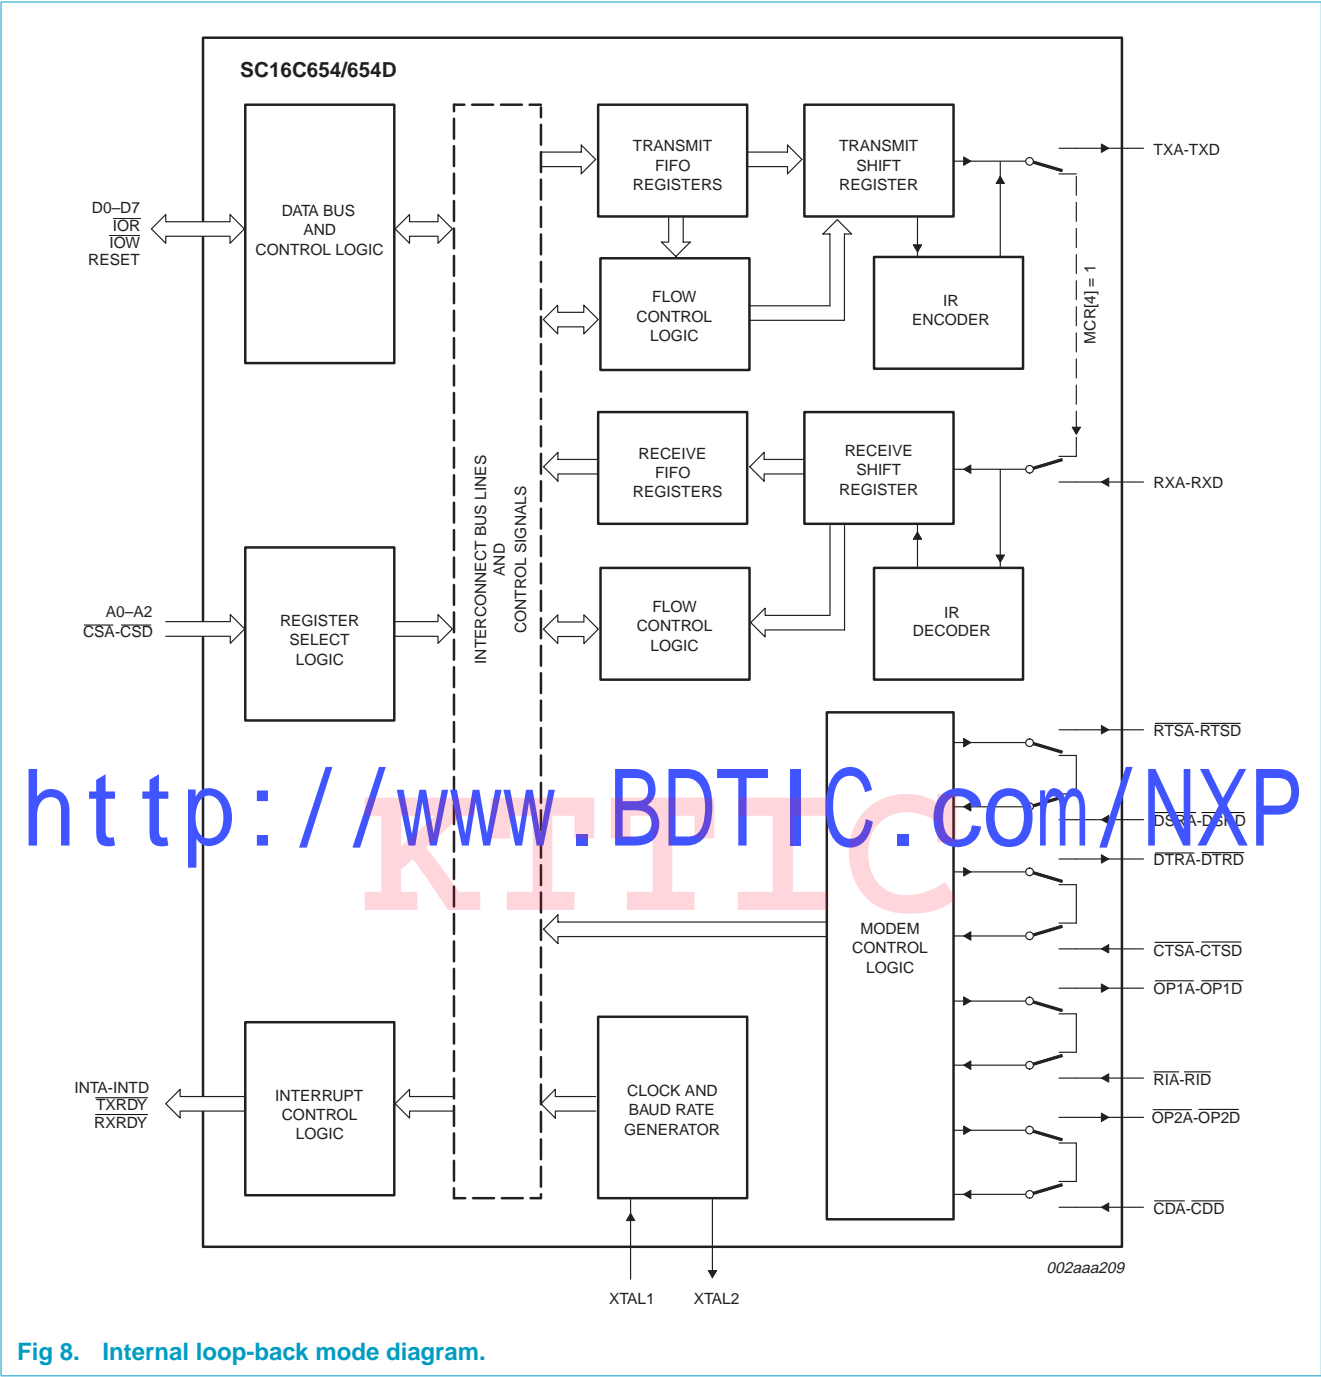 SC16C654/654D
DATA BUS
AND
CONTROL LOGIC
D0–D7
IOR
IOW
RESET
TRANSMIT
FIFO
REGISTERS
TRANSMIT
SHIFT
REGISTER
TXA-TXD
FLOW
CONTROL
LOGIC
IR
ENCODER
MCR[4] = 1
INTERCONNECT BUS LINES
AND
CONTROL SIGNALS
RECEIVE
FIFO
REGISTERS
RECEIVE
SHIFT
REGISTER
RXA-RXD
A0–A2
CSA-CSD
REGISTER
SELECT
LOGIC
FLOW
CONTROL
LOGIC
IR
DECODER
RTSA-RTSD
http://www.BDTIC.com/NXP
KTTIC
DSRA-DSRD
DTRA-DTRD
MODEM
CONTROL
LOGIC
CTSA-CTSD
OP1A-OP1D
INTA-INTD
TXRDY
RXRDY
INTERRUPT
CONTROL
LOGIC
CLOCK AND
BAUD RATE
GENERATOR
RIA-RID
OP2A-OP2D
CDA-CDD
002aaa209
XTAL1
XTAL2
Fig 8. Internal loop-back mode diagram.